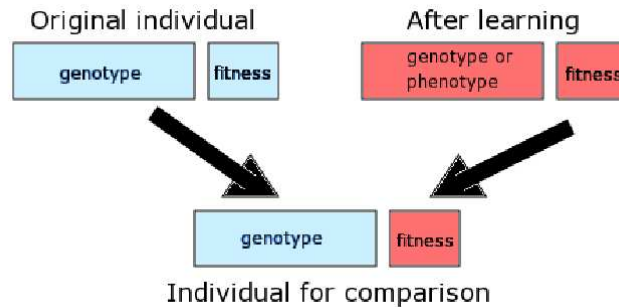 Original individual
After learning
genotype
fitness
genotype or
phenotype
fitness
genotype
fitness
Individual for comparison